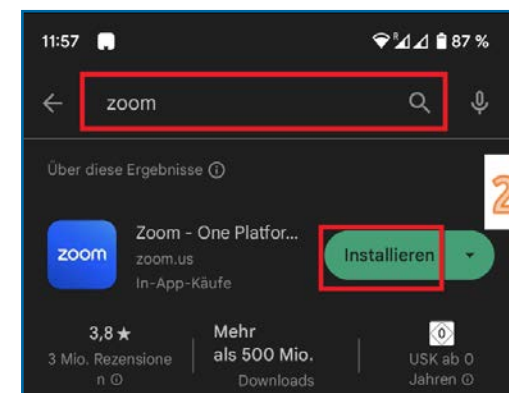 11:57 R 87 %
zoom
Über diese Ergebnisse
2
zoom
Zoom - One Platfor...
zoom.us
In-App-Käufe
Installieren
3,8 ★
3 Mio. Rezensione
n
Mehr
als 500 Mio.
Downloads
0
USK ab 0
Jahren